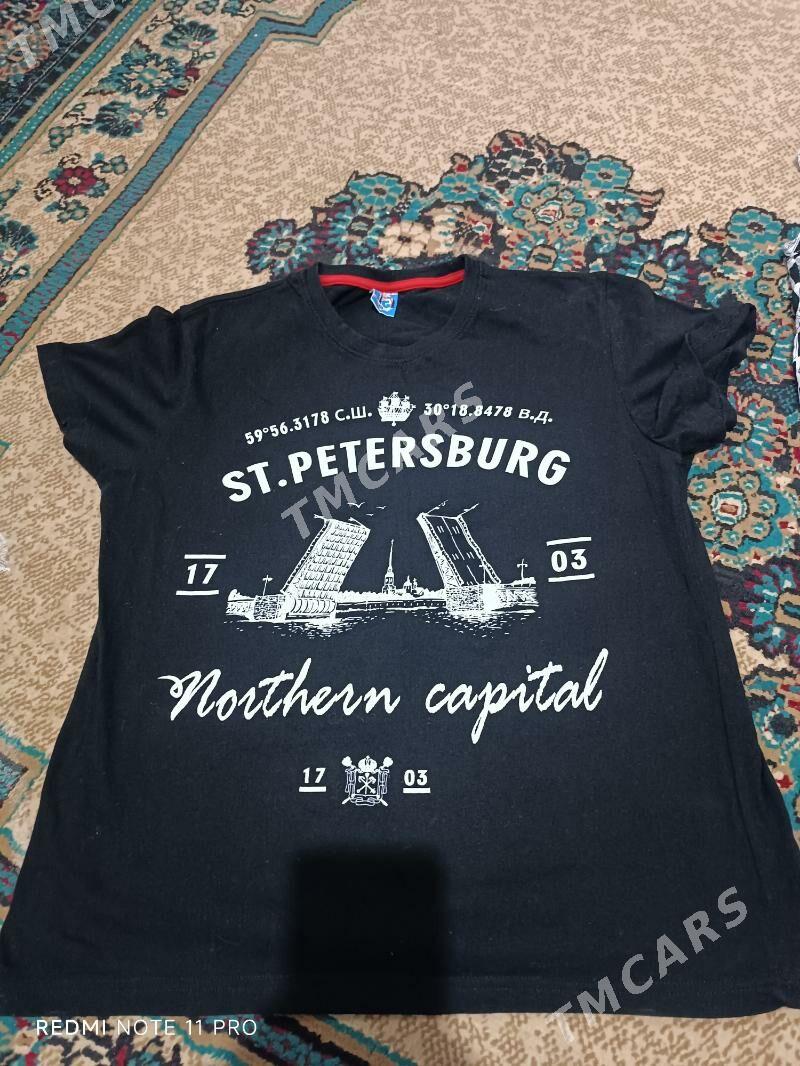 TMCARS
59°56.3178 С.Ш. 30°18.8478 В.Д.
ST.PETERSBURG
TMCARS
17 03
Northern capital
17 03
TMCARS
REDMI NOTE 11 PRO